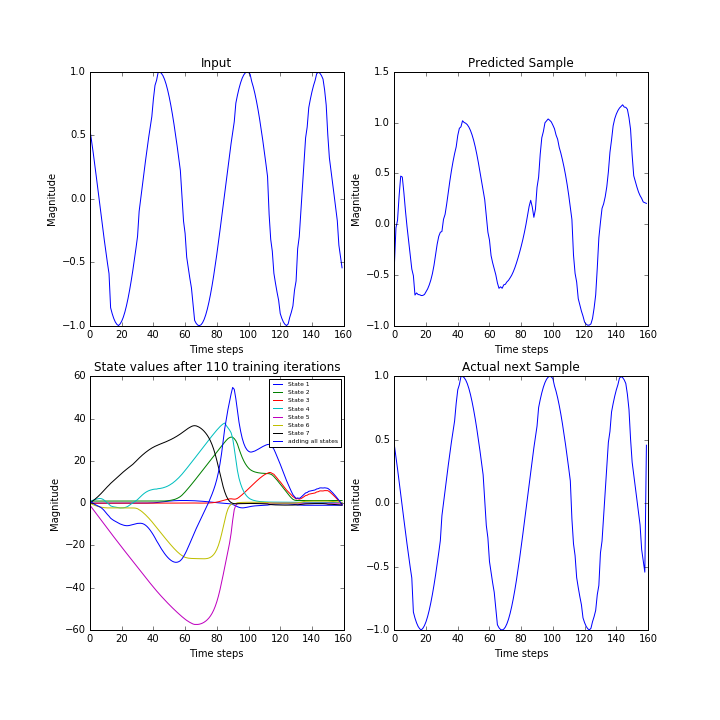 Input
Magnitude
1.0
0.5
0.0
−0.5
−1.0
0 20 40 60 80 100 120 140 160
Time steps
Predicted Sample
Magnitude
1.5
1.0
0.5
0.0
−0.5
−1.0
0 20 40 60 80 100 120 140 160
Time steps
State values after 110 training iterations
Magnitude
60
40
20
0
−20
−40
−60
0 20 40 60 80 100 120 140 160
Time steps
State 1
State 2
State 3
State 4
State 5
State 6
State 7
adding all states
Actual next Sample
Magnitude
1.0
0.5
0.0
−0.5
−1.0
0 20 40 60 80 100 120 140 160
Time steps